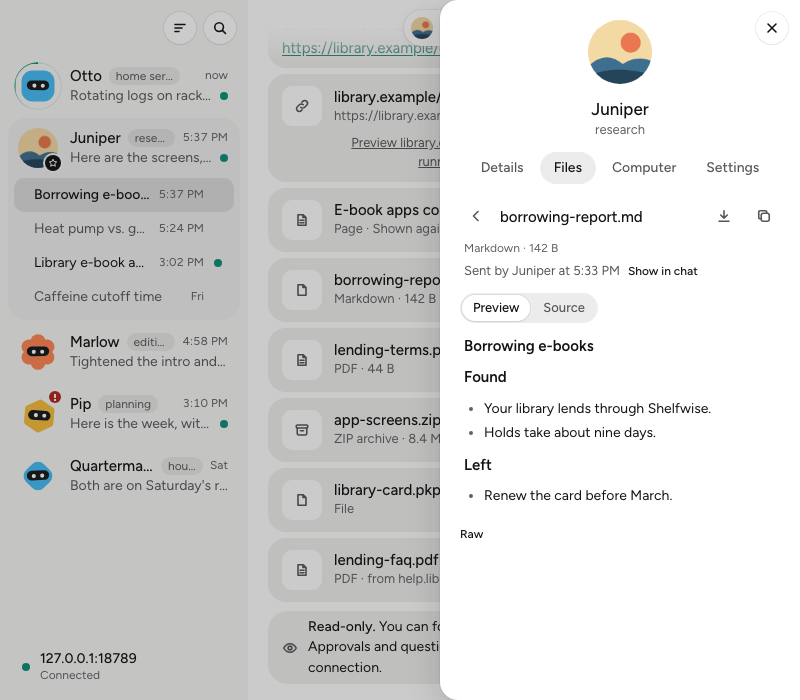 Otto home ser... now
Rotating logs on rack...
Juniper rese... 5:37 PM
Here are the screens,...
Borrowing e-boo... 5:37 PM
Heat pump vs. g... 5:24 PM
Library e-book a... 3:02 PM
Caffeine cutoff time Fri
Marlow editi... 4:58 PM
Tightened the intro and...
Pip planning 3:10 PM
Here is the week, wit...
Quarterma... hou... Sat
Both are on Saturday's r...
127.0.0.1:18789
Connected
https://library.example/
library.example/
https://library.exam
Preview library.
runn
E-book apps co
Page · Shown agai
borrowing-repo
Markdown · 142 B
lending-terms.p
PDF · 44 B
app-screens.zip
ZIP archive · 8.4 M
library-card.pkp
File
lending-faq.pdf
PDF · from help.lib
Read-only. You can fo
Approvals and questi
connection.
Juniper
research
Details Files Computer Settings
borrowing-report.md
Markdown · 142 B
Sent by Juniper at 5:33 PM Show in chat
Preview Source
Borrowing e-books
Found
• Your library lends through Shelfwise.
• Holds take about nine days.
Left
• Renew the card before March.
Raw